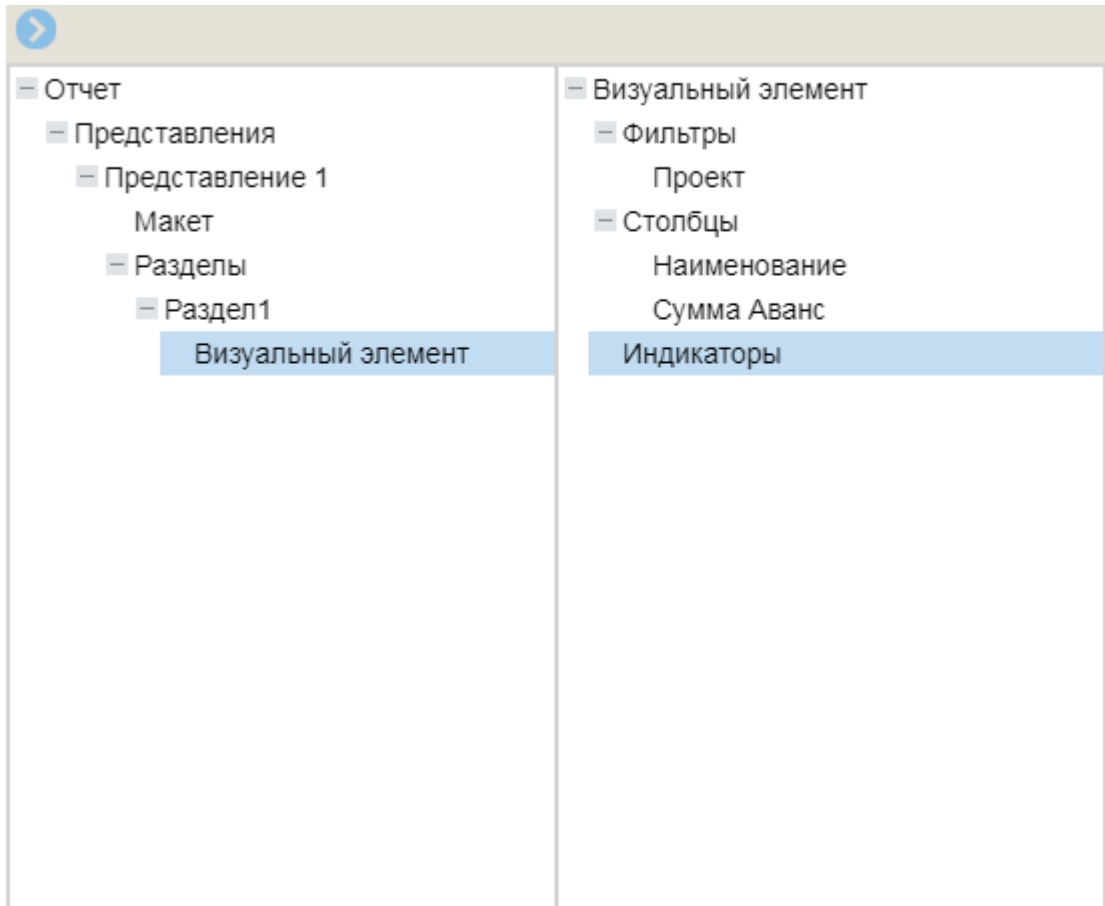 Отчет
Представления
Представление 1
Макет
Разделы
Раздел1
Визуальный элемент
Визуальный элемент
Фильтры
Проект
Столбцы
Наименование
Сумма Аванс
Индикаторы